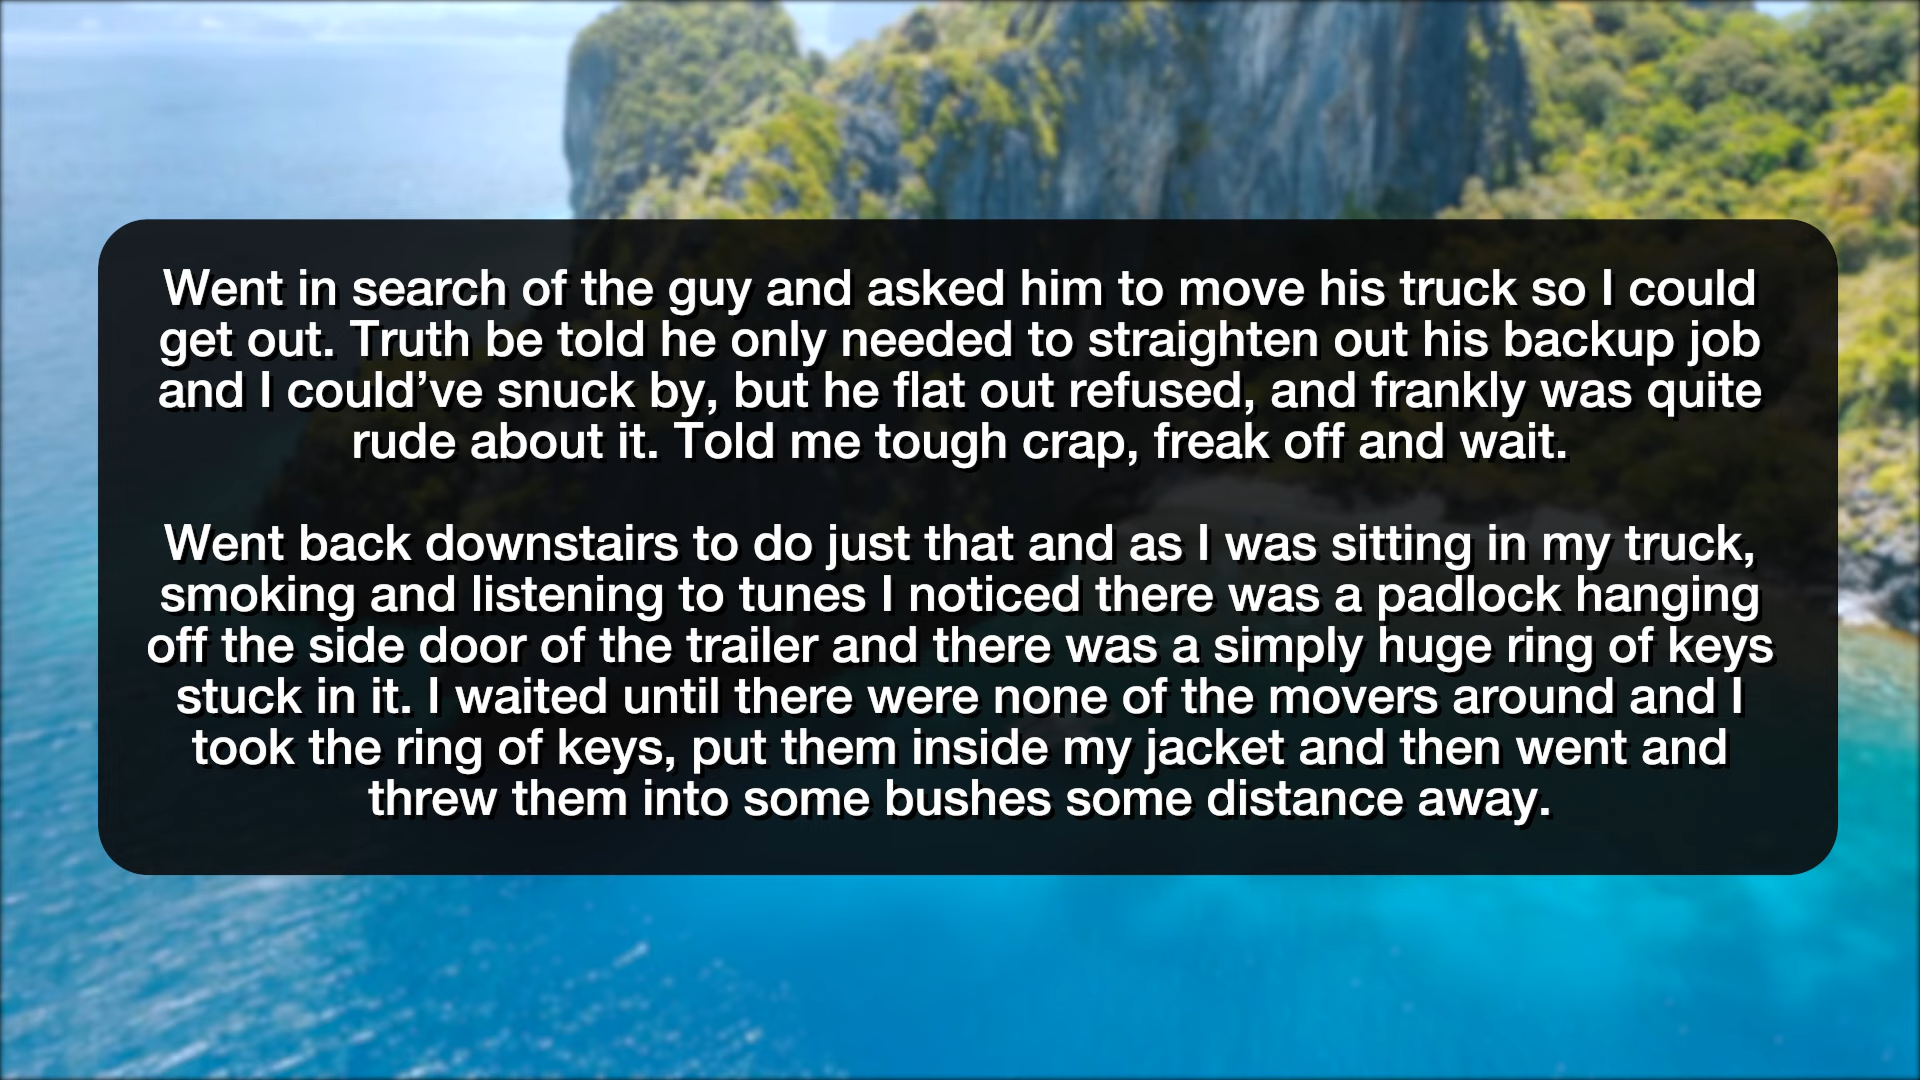 Went in search of the guy and asked him to move his truck so I could
get out. Truth be told he only needed to straighten out his backup job
and I could’ve snuck by, but he flat out refused, and frankly was quite
rude about it. Told me tough crap, freak off and wait.
Went back downstairs to do just that and as I was sitting in my truck,
smoking and listening to tunes I noticed there was a padlock hanging
off the side door of the trailer and there was a simply huge ring of keys
stuck in it. I waited until there were none of the movers around and I
took the ring of keys, put them inside my jacket and then went and
threw them into some bushes some distance away.